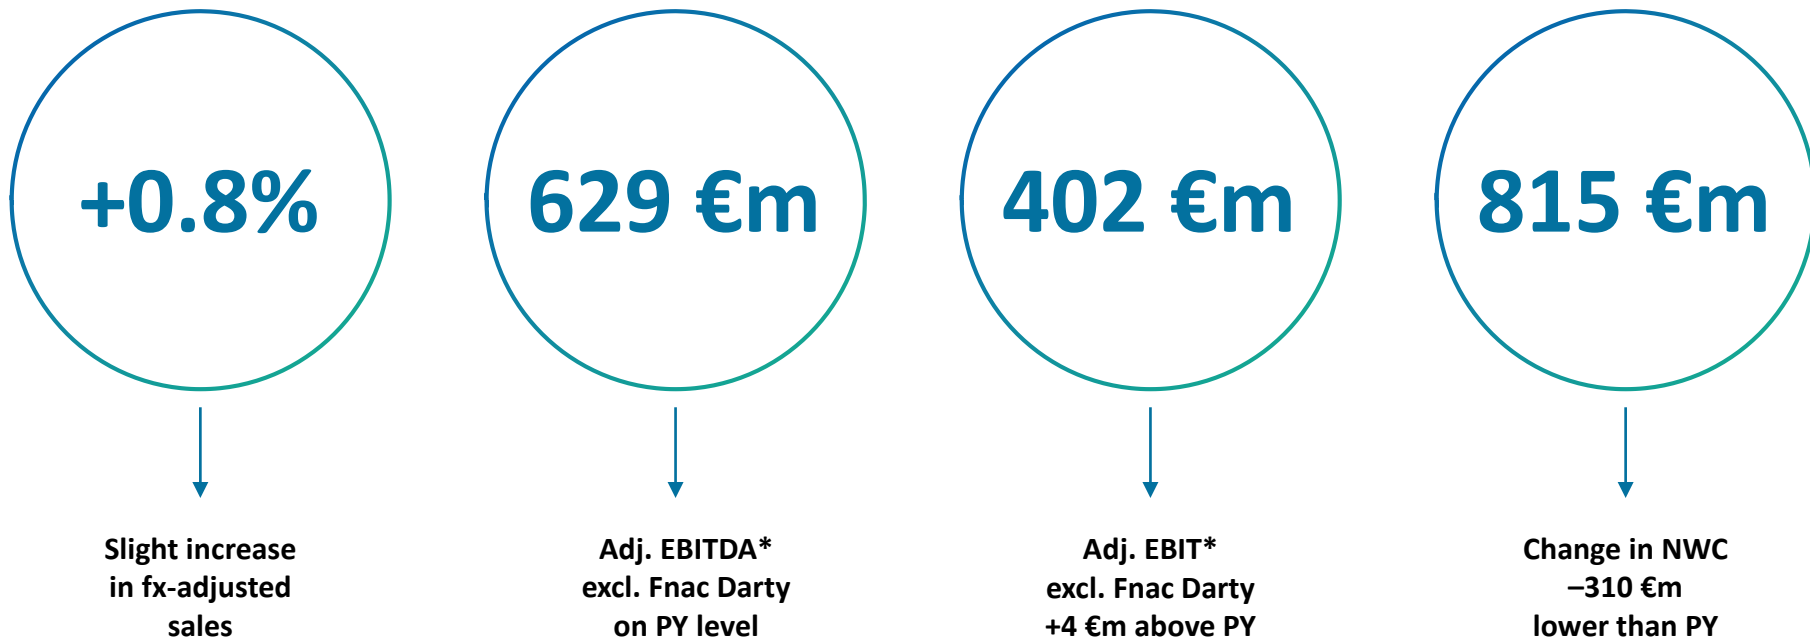 +0.8%
629 €m
402 €m
815 €m
Slight increase
in fx-adjusted
sales
Adj. EBITDA*
excl. Fnac Darty
on PY level
Adj. EBIT*
excl. Fnac Darty
+4 €m above PY
Change in NWC
–310 €m
lower than PY